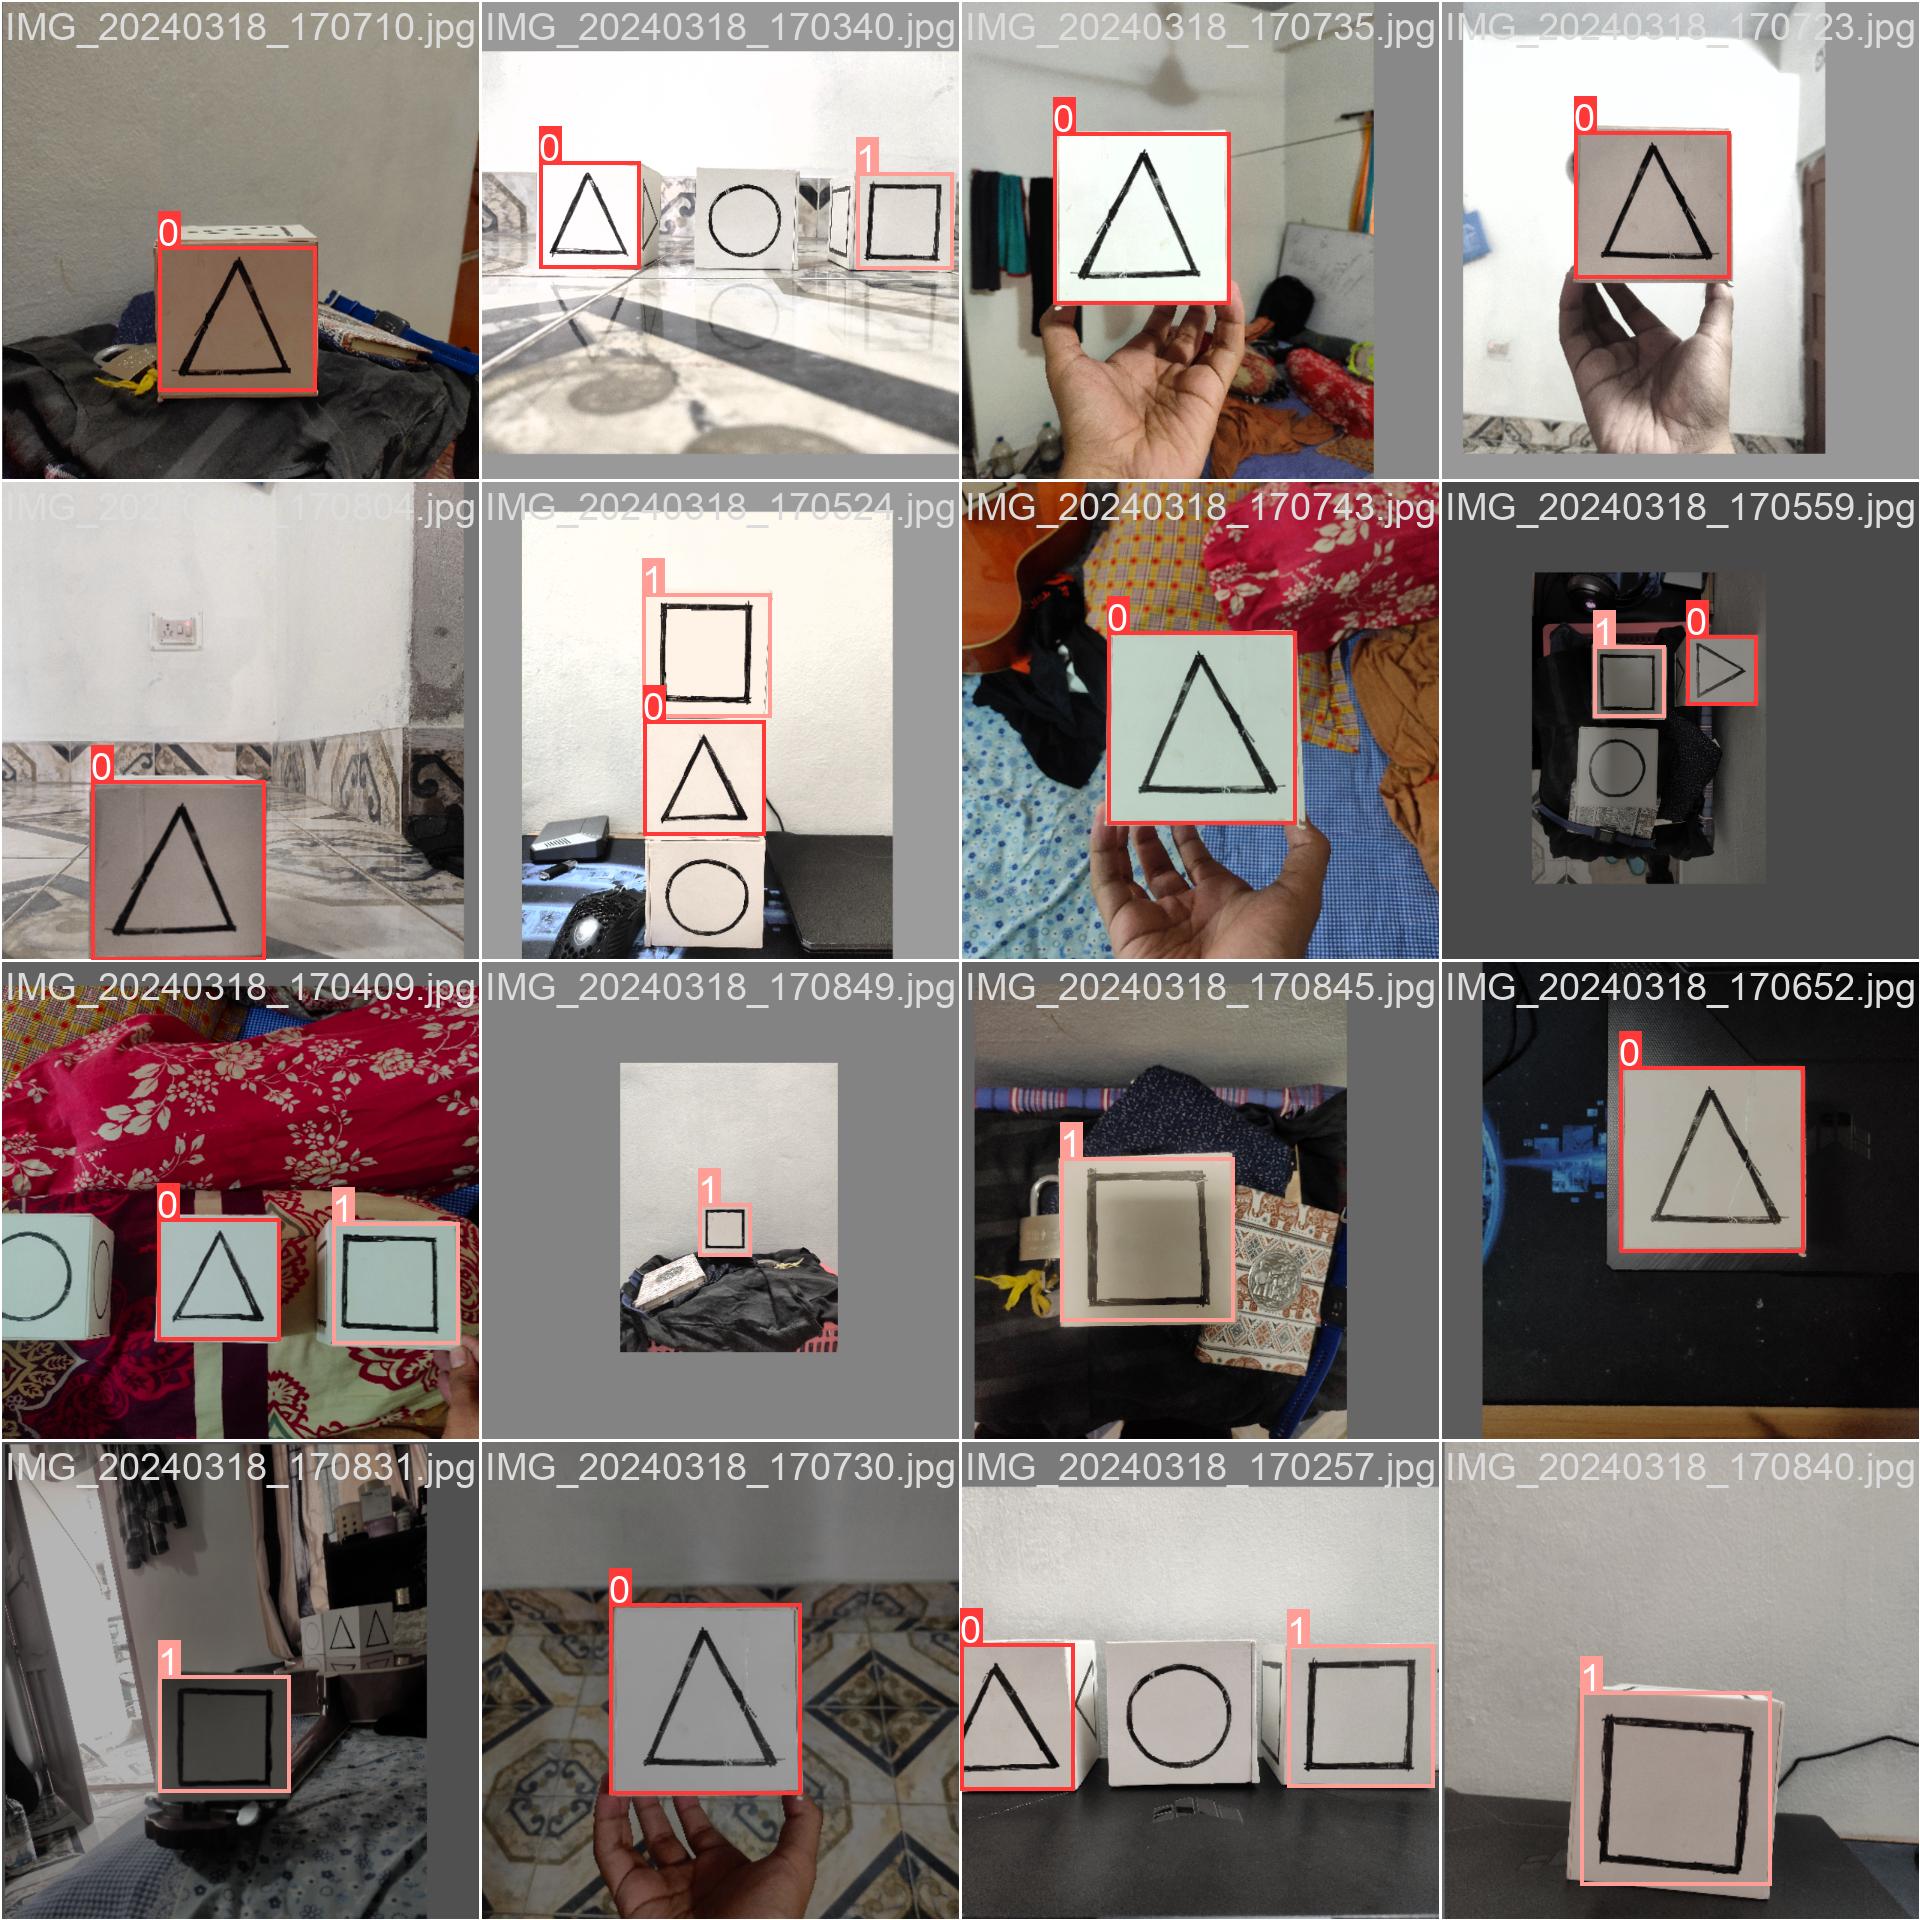 IMG_20240318_170710.jpg
IMG_20240318_170340.jpg
IMG_20240318_170735.jpg
IMG_20240318_170723.jpg
0
0
1
0
0
IMG_20240318_170804.jpg
IMG_20240318_170524.jpg
IMG_20240318_170743.jpg
IMG_20240318_170559.jpg
0
1
0
0
1
0
IMG_20240318_170409.jpg
IMG_20240318_170849.jpg
IMG_20240318_170845.jpg
IMG_20240318_170652.jpg
0
1
1
1
0
IMG_20240318_170831.jpg
IMG_20240318_170730.jpg
IMG_20240318_170257.jpg
IMG_20240318_170840.jpg
1
0
0
1
1